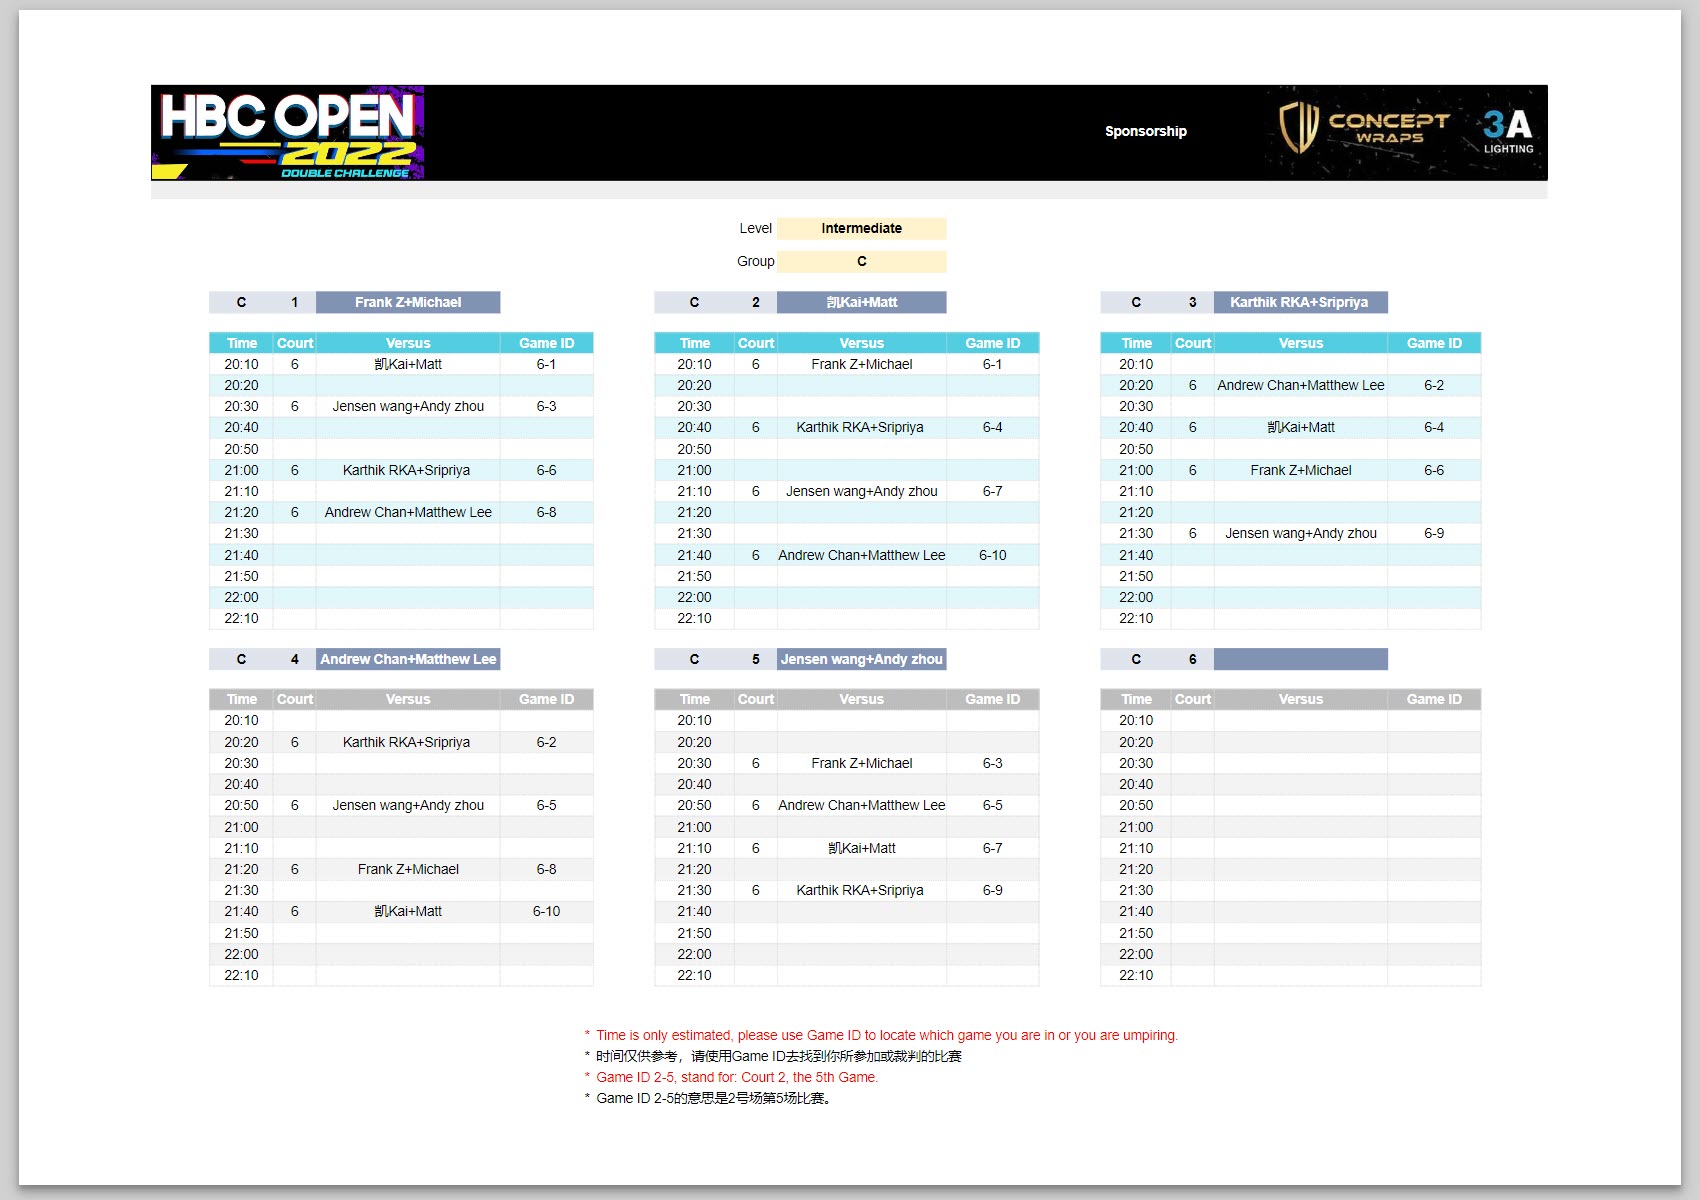 HBC OPEN
2022
DOUBLE CHALLENGE
Sponsorship
CONCEPT
WRAPS
3A
LIGHTING
Level Intermediate
Group C
C 1 Frank Z+Michael
Time Court Versus Game ID
20:10 6 凯Kai+Matt 6-1
20:20
20:30 6 Jensen wang+Andy zhou 6-3
20:40
20:50
21:00 6 Karthik RKA+Sripriya 6-6
21:10
21:20 6 Andrew Chan+Matthew Lee 6-8
21:30
21:40
21:50
22:00
22:10
C 2 凯Kai+Matt
Time Court Versus Game ID
20:10 6 Frank Z+Michael 6-1
20:20
20:30
20:40 6 Karthik RKA+Sripriya 6-4
20:50
21:00
21:10 6 Jensen wang+Andy zhou 6-7
21:20
21:30
21:40 6 Andrew Chan+Matthew Lee 6-10
21:50
22:00
22:10
C 3 Karthik RKA+Sripriya
Time Court Versus Game ID
20:10
20:20 6 Andrew Chan+Matthew Lee 6-2
20:30
20:40 6 凯Kai+Matt 6-4
20:50
21:00 6 Frank Z+Michael 6-6
21:10
21:20
21:30 6 Jensen wang+Andy zhou 6-9
21:40
21:50
22:00
22:10
C 4 Andrew Chan+Matthew Lee
Time Court Versus Game ID
20:10
20:20 6 Karthik RKA+Sripriya 6-2
20:30
20:40
20:50 6 Jensen wang+Andy zhou 6-5
21:00
21:10
21:20 6 Frank Z+Michael 6-8
21:30
21:40 6 凯Kai+Matt 6-10
21:50
22:00
22:10
C 5 Jensen wang+Andy zhou
Time Court Versus Game ID
20:10
20:20
20:30 6 Frank Z+Michael 6-3
20:40
20:50 6 Andrew Chan+Matthew Lee 6-5
21:00
21:10 6 凯Kai+Matt 6-7
21:20
21:30 6 Karthik RKA+Sripriya 6-9
21:40
21:50
22:00
22:10
C 6
Time Court Versus Game ID
20:10
20:20
20:30
20:40
20:50
21:00
21:10
21:20
21:30
21:40
21:50
22:00
22:10
* Time is only estimated, please use Game ID to locate which game you are in or you are umpiring.
* 时间仅供参考，请使用Game ID去找到你所参加或裁判的比赛
* Game ID 2-5, stand for: Court 2, the 5th Game.
* Game ID 2-5的意思是2号场第5场比赛。